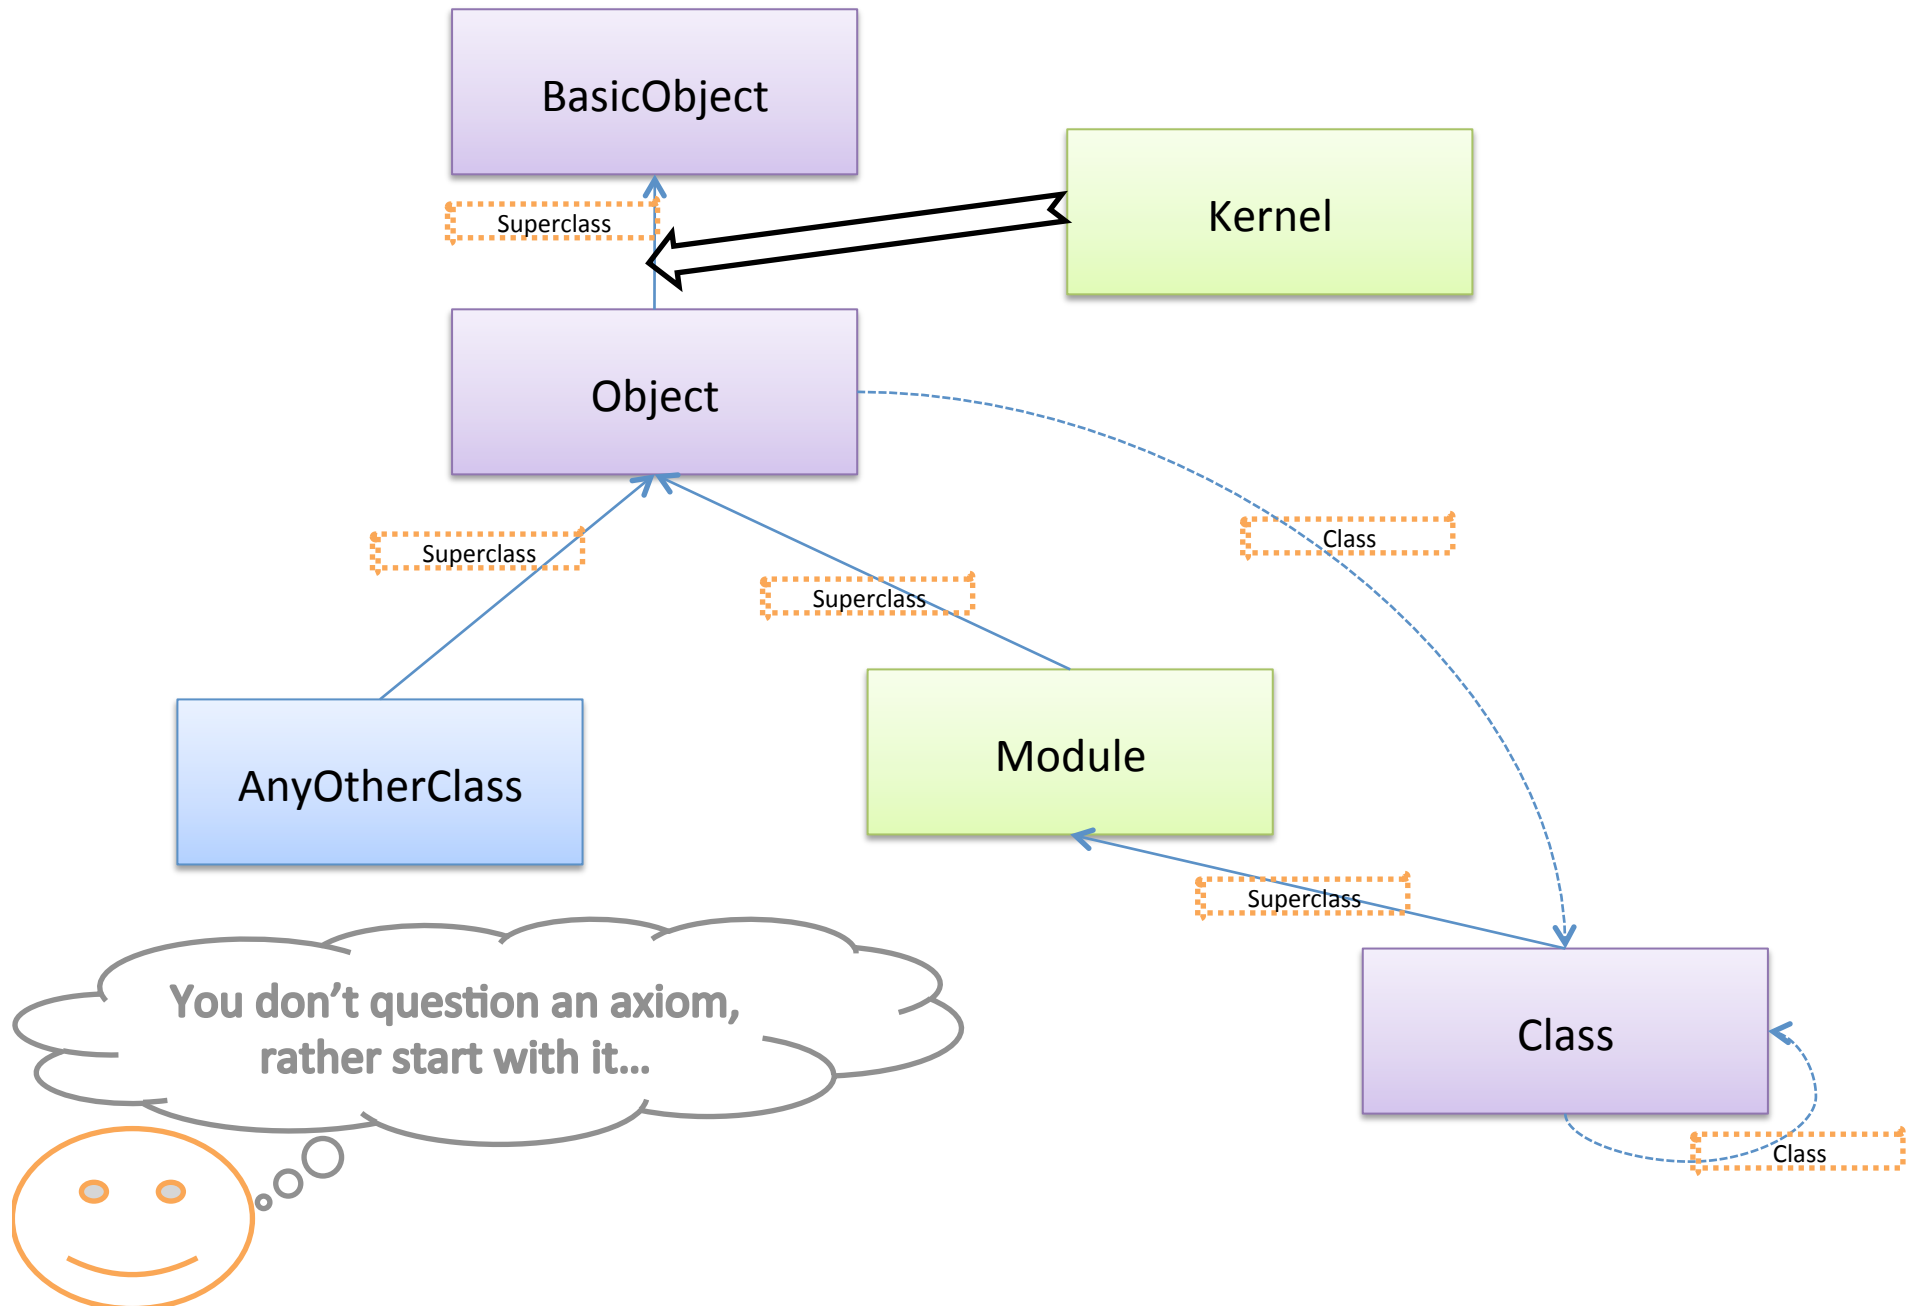 BasicObject
Kernel
Superclass
Object
Class
Superclass
Superclass
Module
AnyOtherClass
Superclass
You don’t question an axiom,
rather start with it...
Class
Class